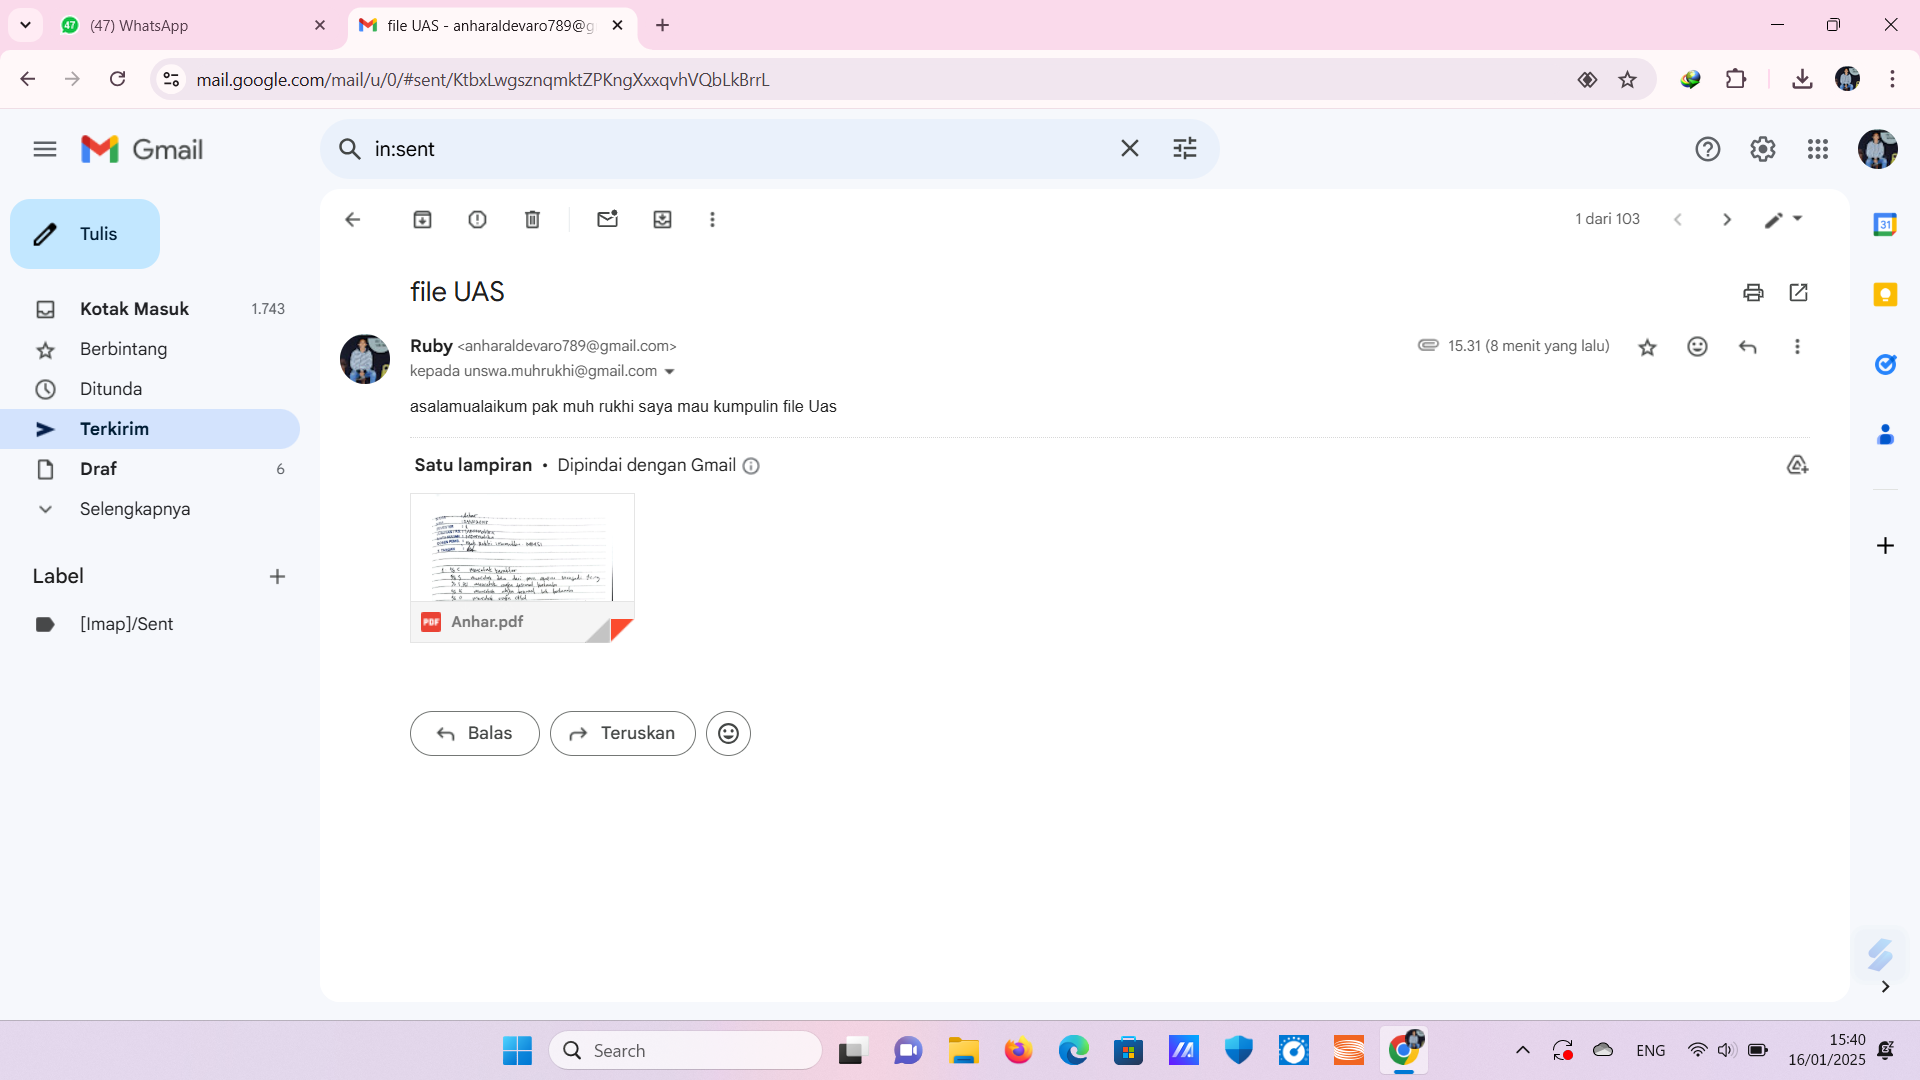 (47) WhatsApp
file UAS - anharaldevaro789@g
mail.google.com/mail/u/0/#sent/KtbxLwgsznqmktZPKngXxxqvhVQbLkBrrL
Gmail
in:sent
Tulis
1 dari 103
Kotak Masuk 1.743
Berbintang
Ditunda
Terkirim
Draf 6
Selengkapnya
Label
[Imap]/Sent
file UAS
Ruby <anharaldevaro789@gmail.com>
15.31 (8 menit yang lalu)
kepada unswa.muhrukhi@gmail.com
asalamualaikum pak muh rukhi saya mau kumpulin file Uas
Satu lampiran • Dipindai dengan Gmail
PDF Anhar.pdf
Balas
Teruskan
31
Search
ENG
15:40
16/01/2025